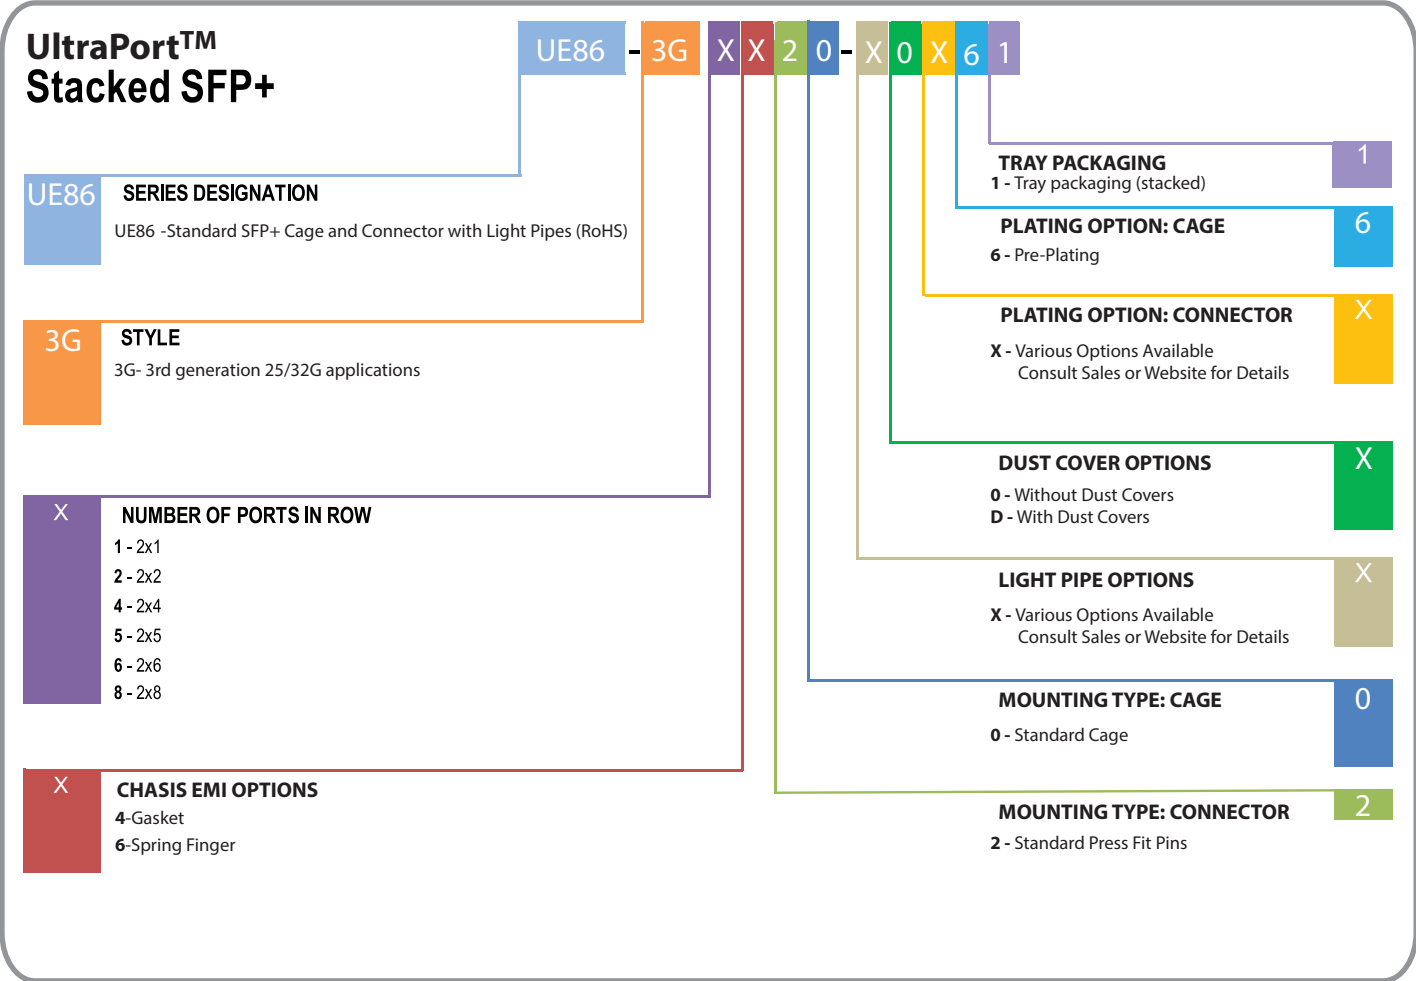 UltraPort™
Stacked SFP+
UE86 - 3G X X 2 0 - X 0 X 6 1
UE86 SERIES DESIGNATION
UE86 -Standard SFP+ Cage and Connector with Light Pipes (RoHS)
3G STYLE
3G- 3rd generation 25/32G applications
X NUMBER OF PORTS IN ROW
1 - 2x1
2 - 2x2
4 - 2x4
5 - 2x5
6 - 2x6
8 - 2x8
X CHASIS EMI OPTIONS
4-Gasket
6-Spring Finger
TRAY PACKAGING 1
1 - Tray packaging (stacked)
PLATING OPTION: CAGE 6
6 - Pre-Plating
PLATING OPTION: CONNECTOR X
X - Various Options Available
Consult Sales or Website for Details
DUST COVER OPTIONS X
0 - Without Dust Covers
D - With Dust Covers
LIGHT PIPE OPTIONS X
X - Various Options Available
Consult Sales or Website for Details
MOUNTING TYPE: CAGE 0
0 - Standard Cage
MOUNTING TYPE: CONNECTOR 2
2 - Standard Press Fit Pins